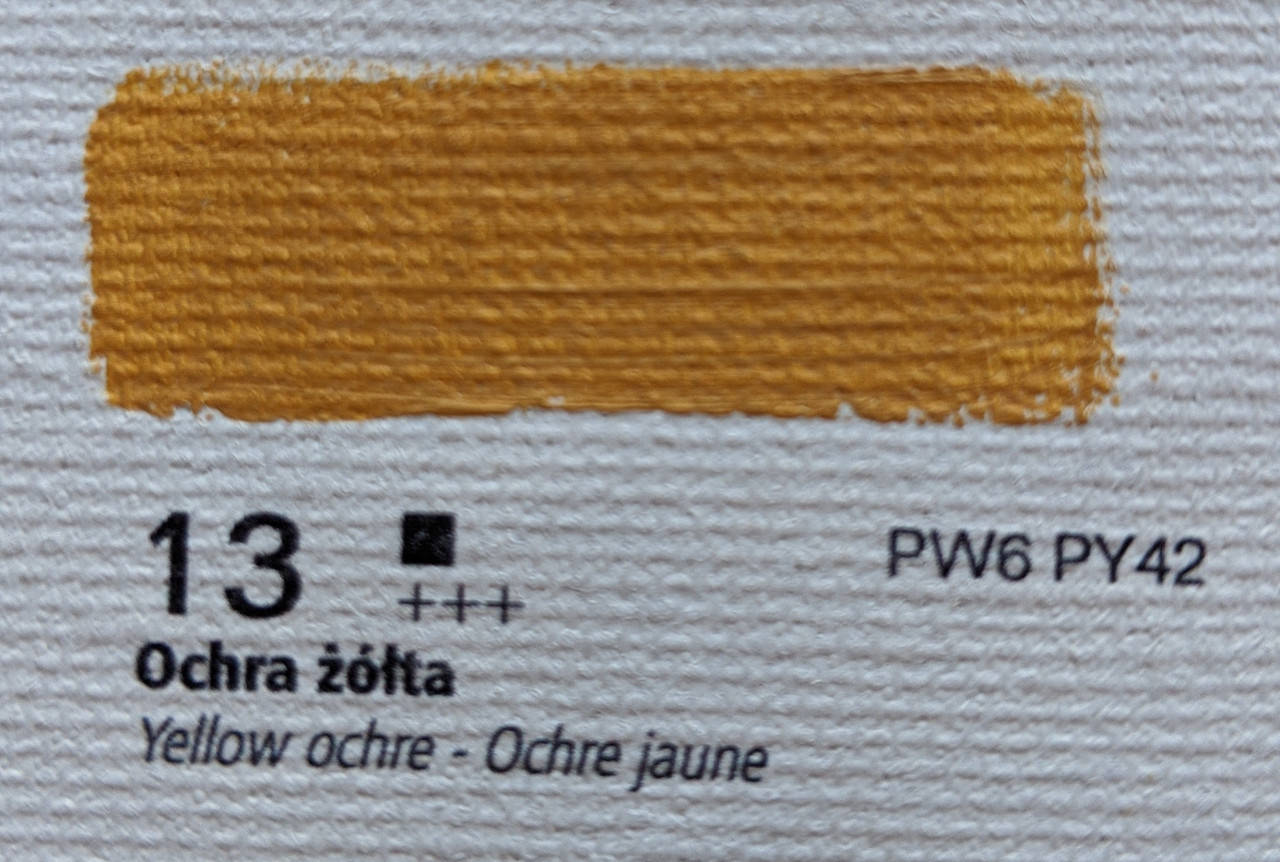 13
+++
PW6 PY42
Ochra żółta
Yellow ochre - Ochre jaune